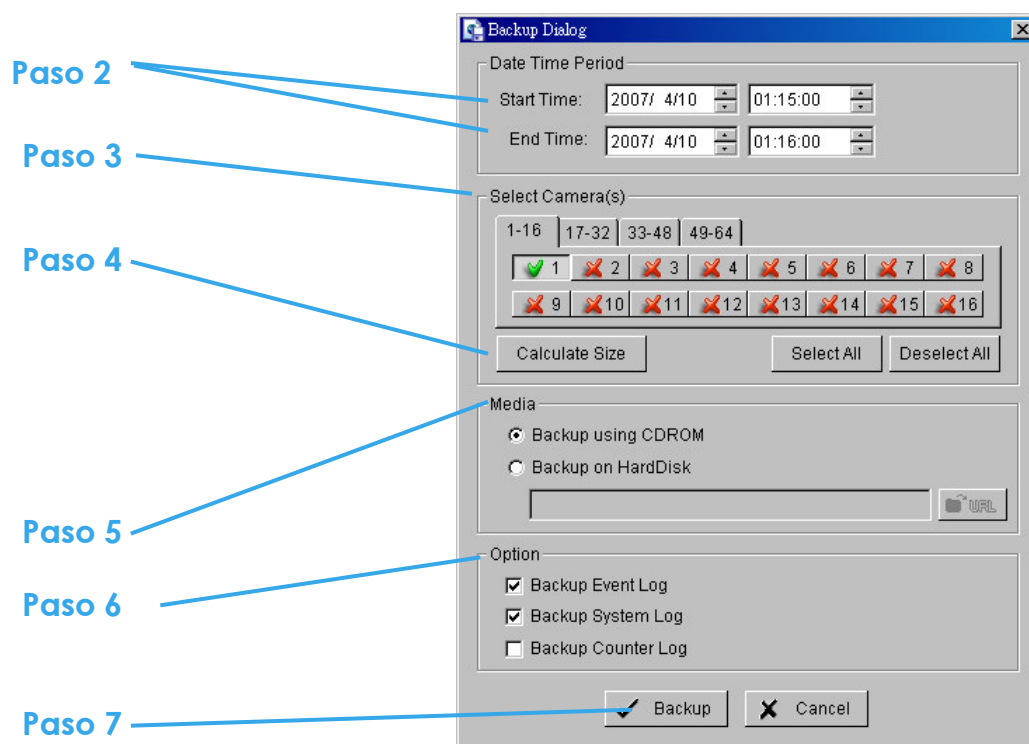 Backup Dialog
Paso 2
Date Time Period
Start Time: 2007/ 4/10 01:15:00
End Time: 2007/ 4/10 01:16:00
Paso 3
Select Camera(s)
1-16 17-32 33-48 49-64
1 2 3 4 5 6 7 8
9 10 11 12 13 14 15 16
Paso 4
Calculate Size Select All Deselect All
Media
Backup using CDROM
Backup on HardDisk
URL
Paso 5
Option
Backup Event Log
Paso 6
Backup System Log
Backup Counter Log
Paso 7
Backup Cancel